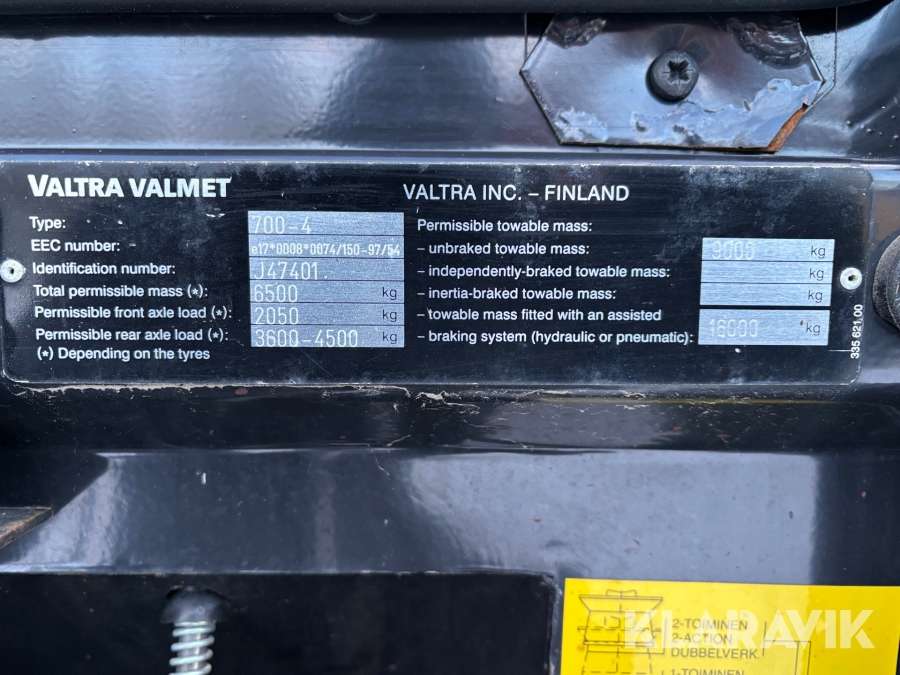 VALTRA VALMET
VALTRA INC. – FINLAND
Type: 700-4
EEC number: e17*0008*0074/150-97/54
Identification number: J47401.
Total permissible mass (*): 6500 kg
Permissible front axle load (*): 2050 kg
Permissible rear axle load (*): 3600-4500 kg
(*) Depending on the tyres
Permissible towable mass:
– unbraked towable mass: 9000 kg
– independently-braked towable mass: kg
– inertia-braked towable mass: kg
– towable mass fitted with an assisted
– braking system (hydraulic or pneumatic): kg
335.621.00
2-TOIMINEN
2-ACTION
DUBBELVERK.
1-TOIMINEN
KLARAVIK